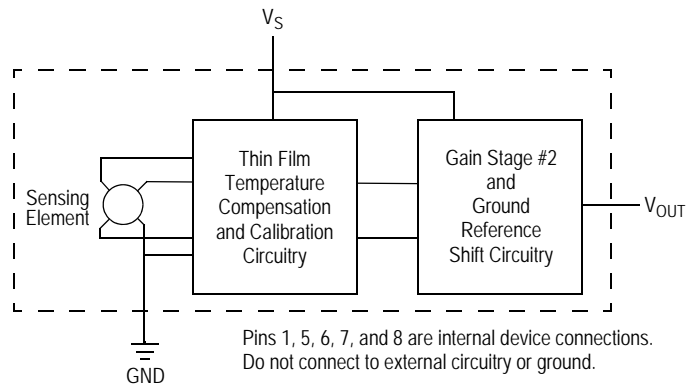 VS
Sensing
Element
Thin Film
Temperature
Compensation
and Calibration
Circuitry
Gain Stage #2
and
Ground
Reference
Shift Circuitry
VOUT
GND
Pins 1, 5, 6, 7, and 8 are internal device connections.
Do not connect to external circuitry or ground.